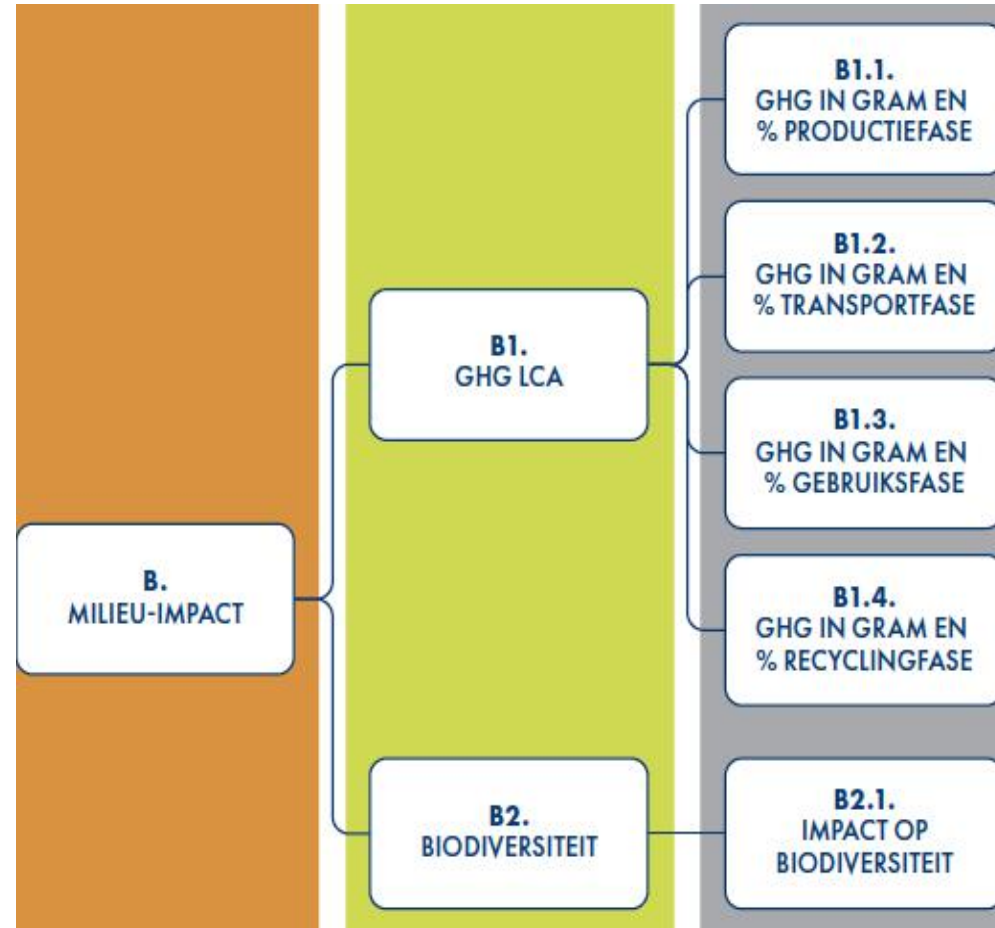 B.
MILIEU-IMPACT
B1.
GHG LCA
B1.1.
GHG IN GRAM EN
% PRODUCTIEFASE
B1.2.
GHG IN GRAM EN
% TRANSPORTFASE
B1.3.
GHG IN GRAM EN
% GEBRUIKSFASE
B1.4.
GHG IN GRAM EN
% RECYCLINGFASE
B2.
BIODIVERSITEIT
B2.1.
IMPACT OP
BIODIVERSITEIT